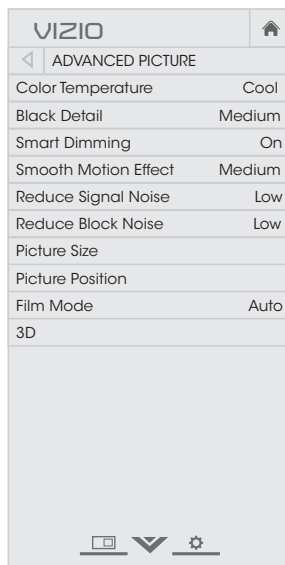 VIZIO
ADVANCED PICTURE
Color Temperature Cool
Black Detail Medium
Smart Dimming On
Smooth Motion Effect Medium
Reduce Signal Noise Low
Reduce Block Noise Low
Picture Size
Picture Position
Film Mode Auto
3D